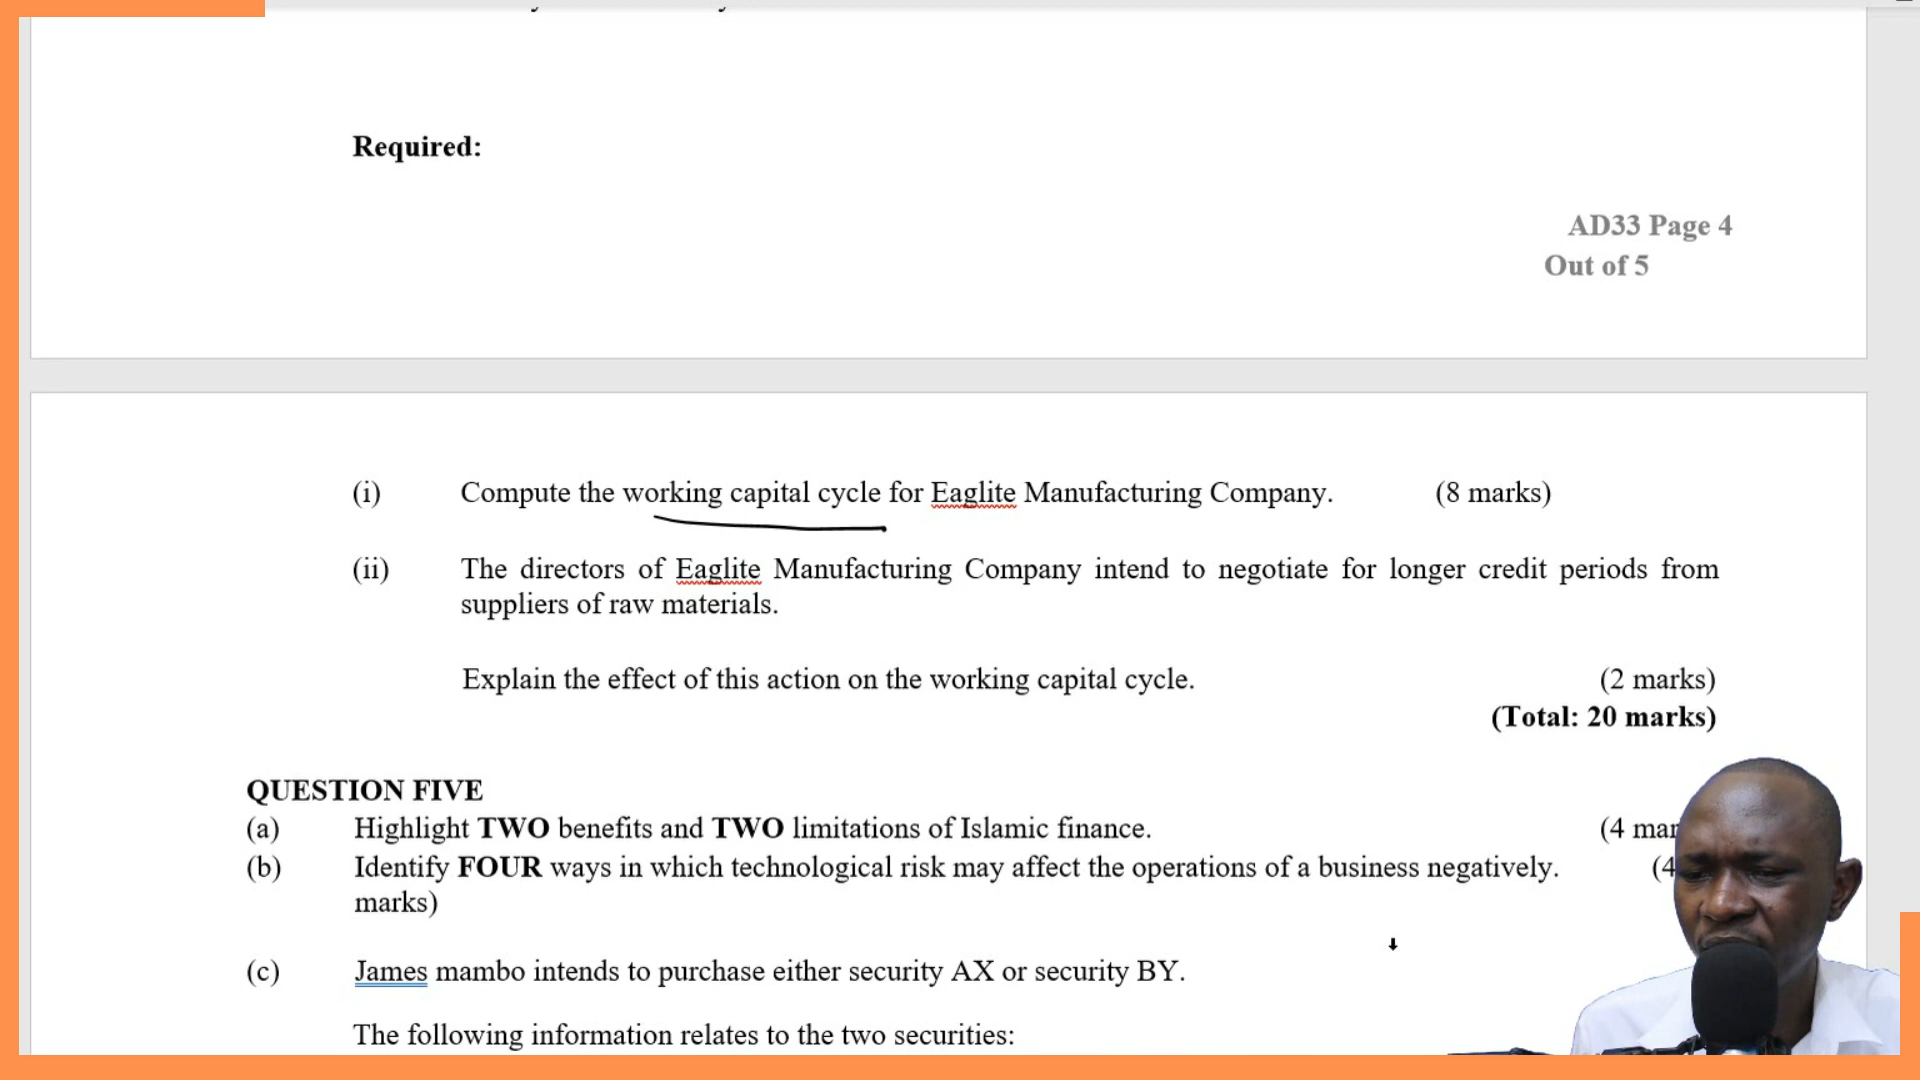 Required:
AD33 Page 4
Out of 5
(i) Compute the working capital cycle for Eaglite Manufacturing Company. (8 marks)
(ii) The directors of Eaglite Manufacturing Company intend to negotiate for longer credit periods from
suppliers of raw materials.
Explain the effect of this action on the working capital cycle. (2 marks)
(Total: 20 marks)
QUESTION FIVE
(a) Highlight TWO benefits and TWO limitations of Islamic finance. (4 mar
(b) Identify FOUR ways in which technological risk may affect the operations of a business negatively. (4
marks)
(c) James mambo intends to purchase either security AX or security BY.
The following information relates to the two securities: